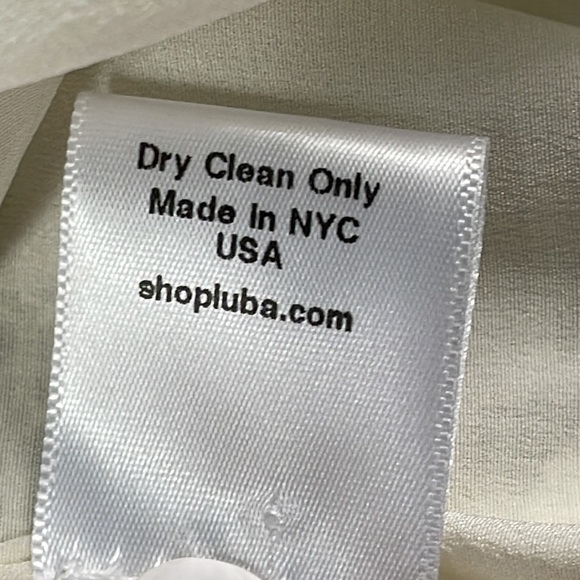 Dry Clean Only
Made In NYC
USA
shopluba.com